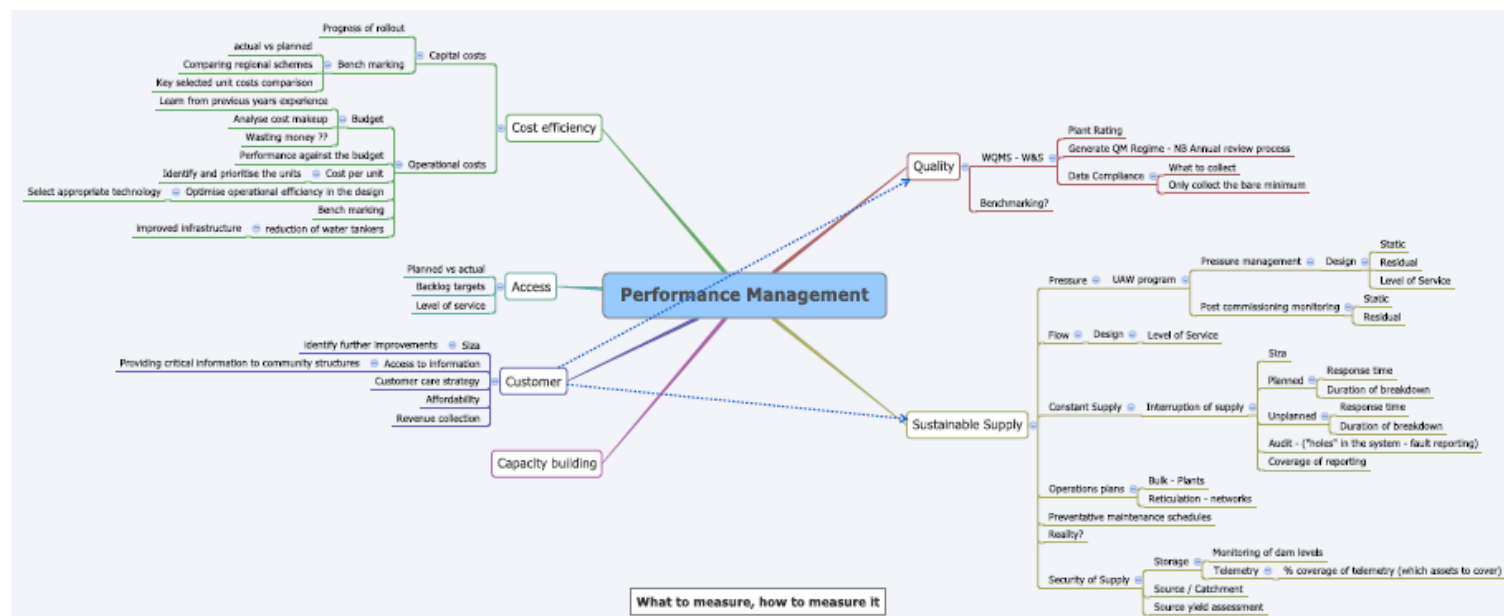 Performance Management
Cost efficiency
Capital costs
Progress of rollout
Bench marking
actual vs planned
Comparing regional schemes
Key selected unit costs comparison
Operational costs
Budget
Learn from previous years experience
Analyse cost makeup
Wasting money ??
Performance against the budget
Cost per unit
Identify and prioritise the units
Optimise operational efficiency in the design
Select appropriate technology
Bench marking
reduction of water tankers
improved infrastructure
Access
Planned vs actual
Backlog targets
Level of service
Customer
Siza
Identify further improvements
Access to information
Providing critical information to community structures
Customer care strategy
Affordability
Revenue collection
Capacity building
Quality
WQMS - W&S
Plant Rating
Generate QM Regime - NB Annual review process
Data Compliance
What to collect
Only collect the bare minimum
Benchmarking?
Sustainable Supply
Pressure
UAW program
Pressure management
Design
Static
Residual
Level of Service
Post commissioning monitoring
Static
Residual
Flow
Design
Level of Service
Constant Supply
Interruption of supply
Siza
Planned
Response time
Duration of breakdown
Unplanned
Response time
Duration of breakdown
Audit - ("holes" in the system - fault reporting)
Coverage of reporting
Operations plans
Bulk - Plants
Reticulation - networks
Preventative maintenance schedules
Reality?
Security of Supply
Storage
Monitoring of dam levels
Telemetry
% coverage of telemetry (which assets to cover)
Source / Catchment
Source yield assessment
What to measure, how to measure it